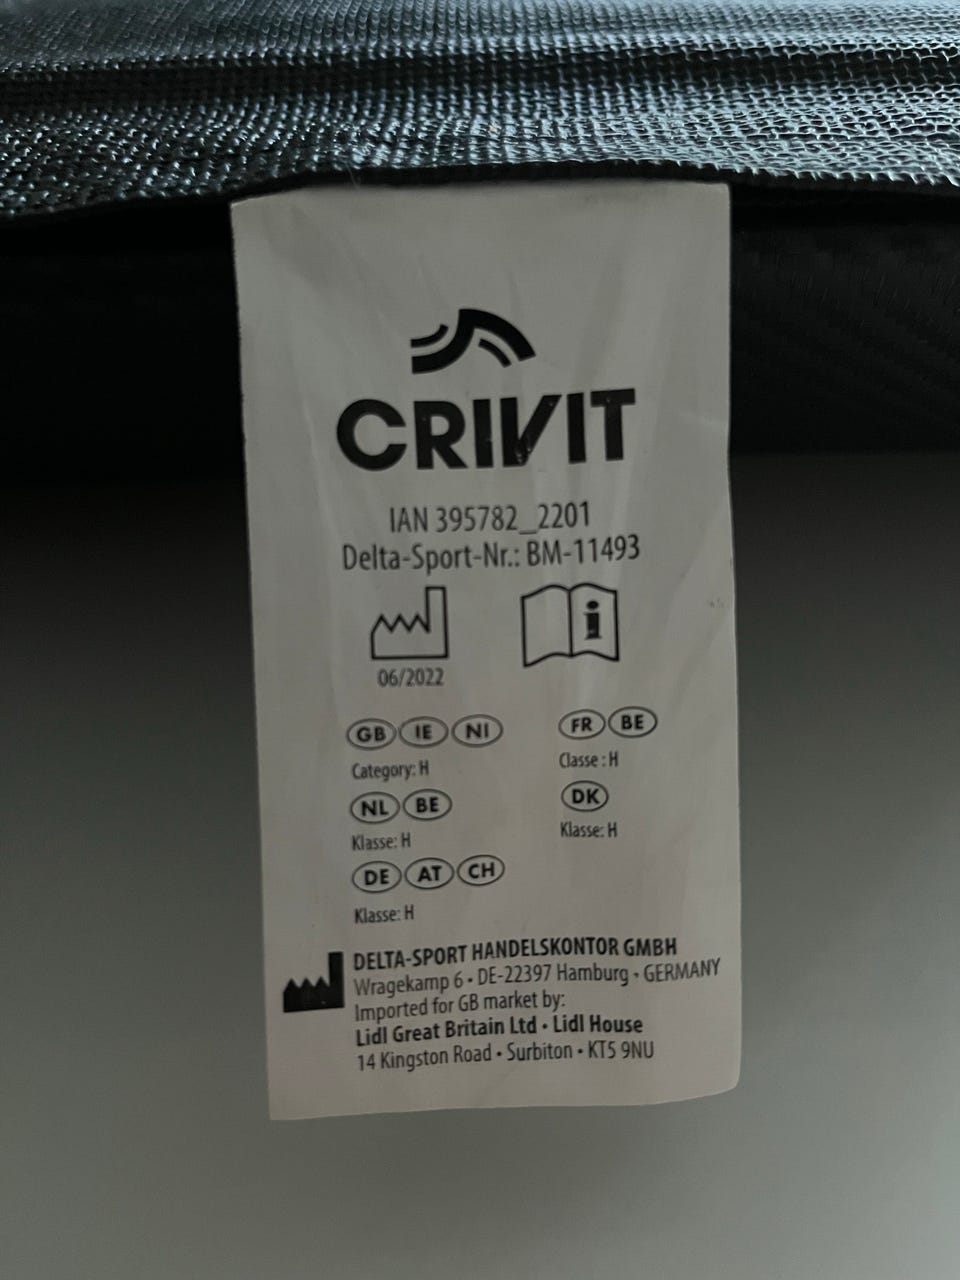 CRIVIT
IAN 395782_2201
Delta-Sport-Nr.: BM-11493
i
06/2022
GB IE NI
Category: H
FR BE
Classe : H
NL BE
Klasse: H
DK
Klasse: H
DE AT CH
Klasse: H
DELTA-SPORT HANDELSKONTOR GMBH
Wragekamp 6 • DE-22397 Hamburg • GERMANY
Imported for GB market by:
Lidl Great Britain Ltd • Lidl House
14 Kingston Road • Surbiton • KT5 9NU